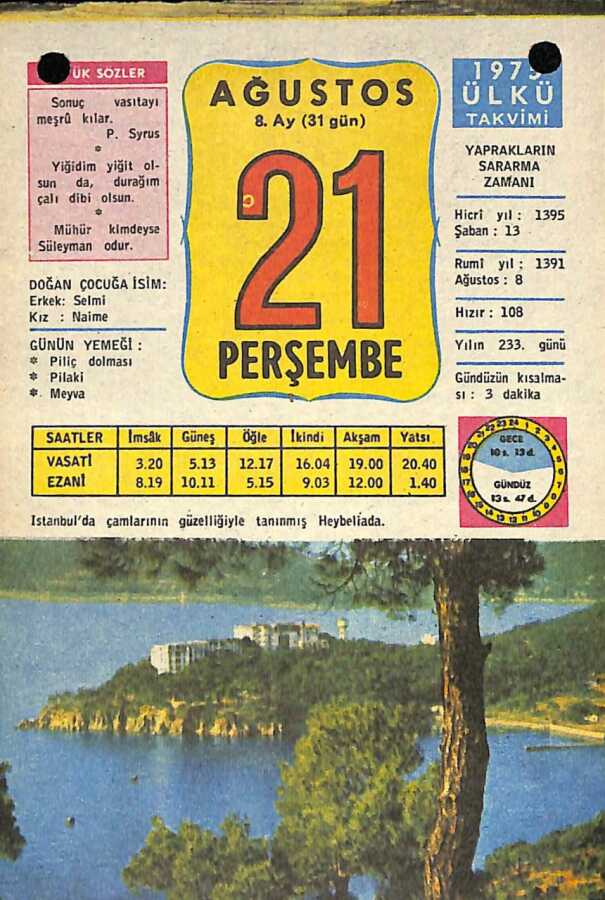 ÜK SÖZLER
Sonuç vasıtayı
meşrû kılar.
P. Syrus
Yiğidim yiğit ol-
sun da, durağım
çalı dibi olsun.
Mühür kimdeyse
Süleyman odur.
DOĞAN ÇOCUĞA İSİM:
Erkek: Selmi
Kız : Naime
GÜNÜN YEMEĞİ :
Piliç dolması
Pilaki
Meyva
AĞUSTOS
8. Ay (31 gün)
21
PERŞEMBE
1975
ÜLKÜ
TAKVİMİ
YAPRAKLARIN
SARARMA
ZAMANI
Hicrî yıl : 1395
Şaban : 13
Rumî yıl : 1391
Ağustos : 8
Hızır : 108
Yılın 233. günü
Gündüzün kısalma-
sı : 3 dakika
SAATLER İmsâk Güneş Öğle İkindi Akşam Yatsı
VASATİ 3.20 5.13 12.17 16.04 19.00 20.40
EZANİ 8.19 10.11 5.15 9.03 12.00 1.40
GECE
10 s. 13 d.
GÜNDÜZ
13 s. 47 d.
İstanbul'da çamlarının güzelliğiyle tanınmış Heybeliada.